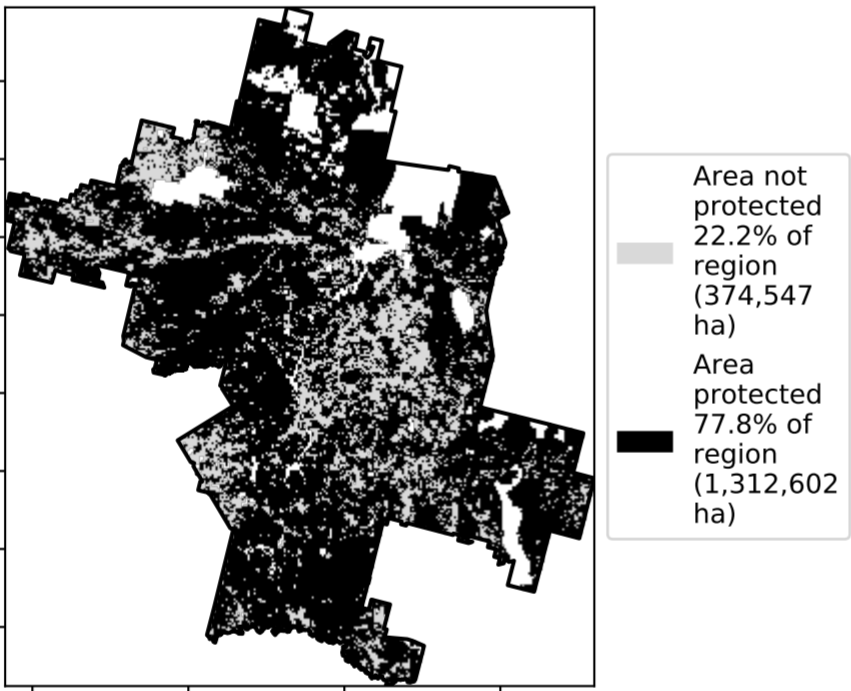 Area not
protected
22.2% of
region
(374,547
ha)
Area
protected
77.8% of
region
(1,312,602
ha)